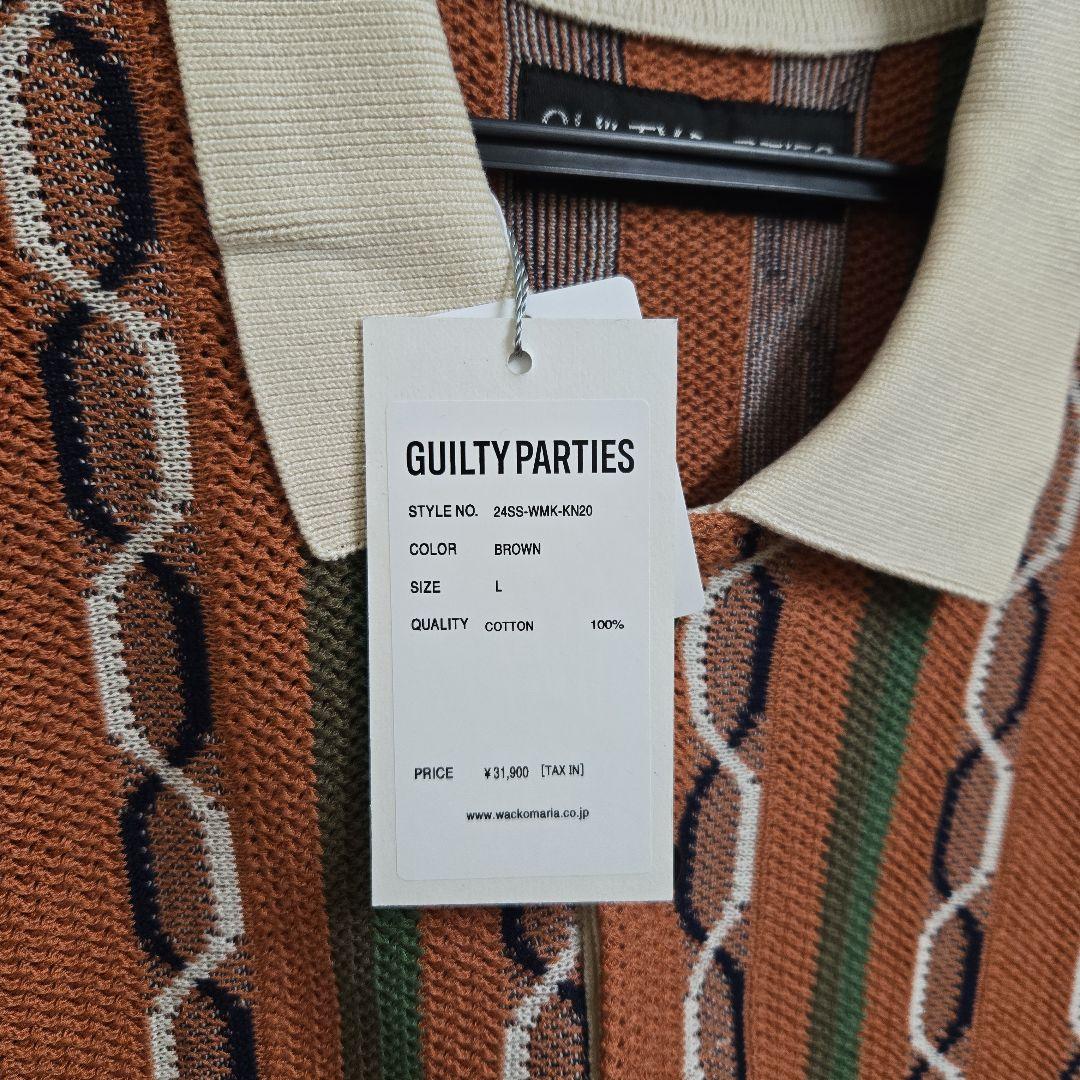 GUILTY PARTIES
STYLE NO. 24SS-WMK-KN20
COLOR BROWN
SIZE L
QUALITY COTTON 100%
PRICE ¥31,900 [TAX IN]
www.wackomaria.co.jp